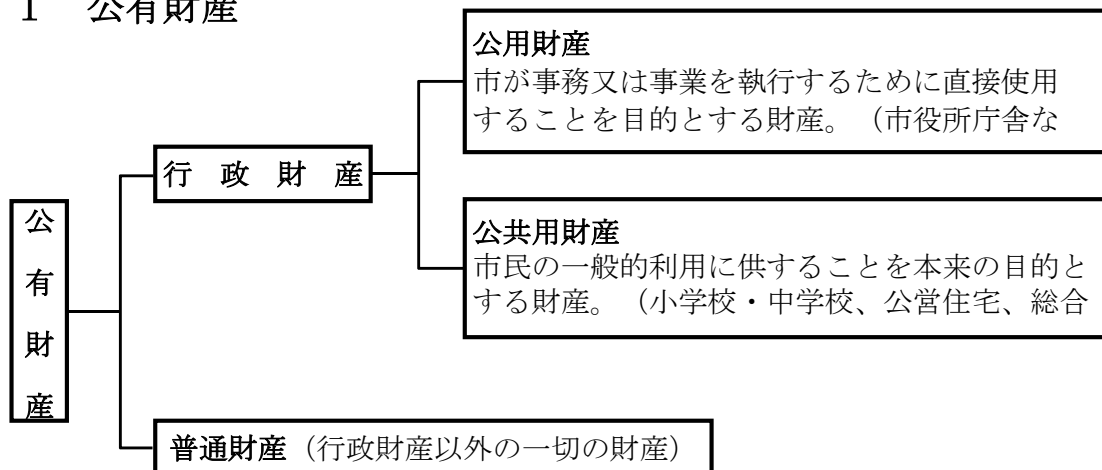 1 公有財産
公用財産
市が事務又は事業を執行するために直接使用
することを目的とする財産。（市役所庁舎な
行政財産
公共用財産
市民の一般的利用に供することを本来の目的と
する財産。（小学校・中学校、公営住宅、総合
公有財産
普通財産（行政財産以外の一切の財産）